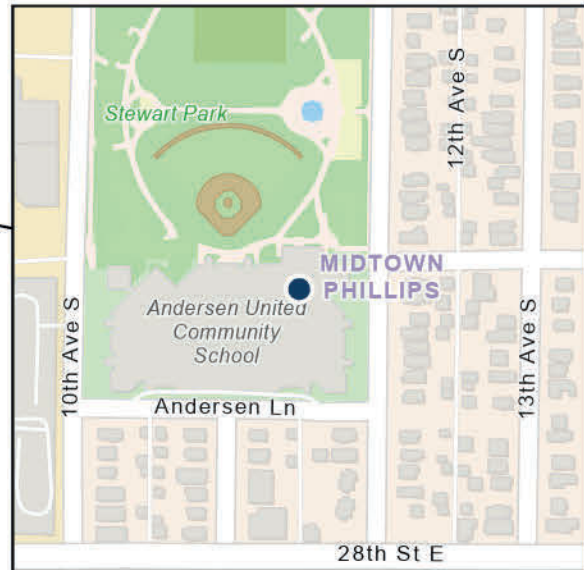 Stewart Park
12th Ave S
MIDTOWN
PHILLIPS
Andersen United
Community
School
10th Ave S
13th Ave S
Andersen Ln
28th St E